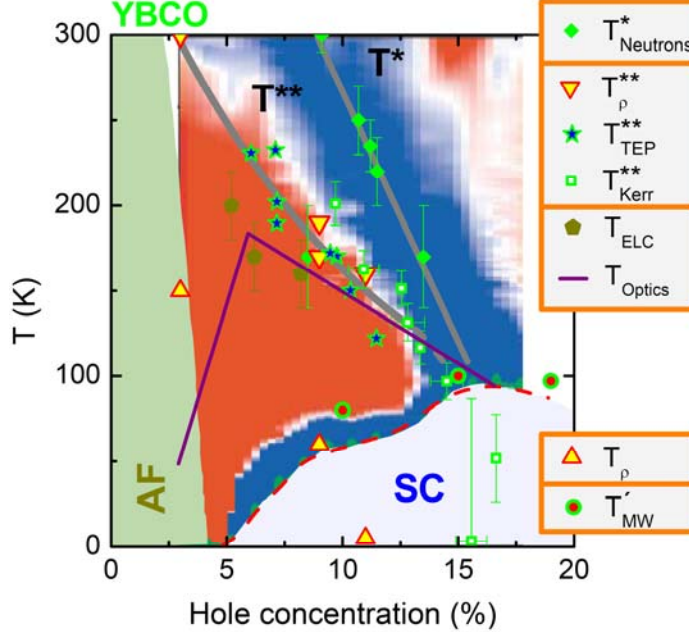 YBCO
300
200
100
0
T (K)
0
5
10
15
20
Hole concentration (%)
T**
T*
AF
SC
T*Neutrons
T**ρ
T**TEP
T**Kerr
TELC
TOptics
Tρ
T′MW